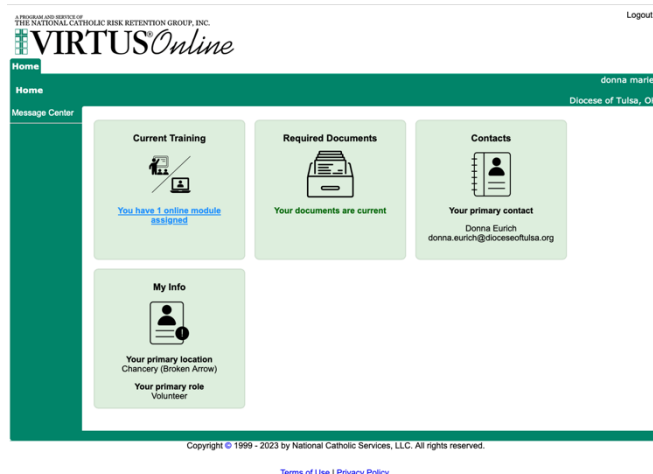 A PROGRAM AND SERVICE OF
THE NATIONAL CATHOLIC RISK RETENTION GROUP, INC.
Logout
VIRTUS® Online
Home
donna marie
Home
Diocese of Tulsa, O
Message Center
Current Training
You have 1 online module
assigned
Required Documents
Your documents are current
Contacts
Your primary contact
Donna Eurich
donna.eurich@dioceseoftulsa.org
My Info
Your primary location
Chancery (Broken Arrow)
Your primary role
Volunteer
Copyright © 1999 - 2023 by National Catholic Services, LLC. All rights reserved.
Terms of Use | Privacy Policy